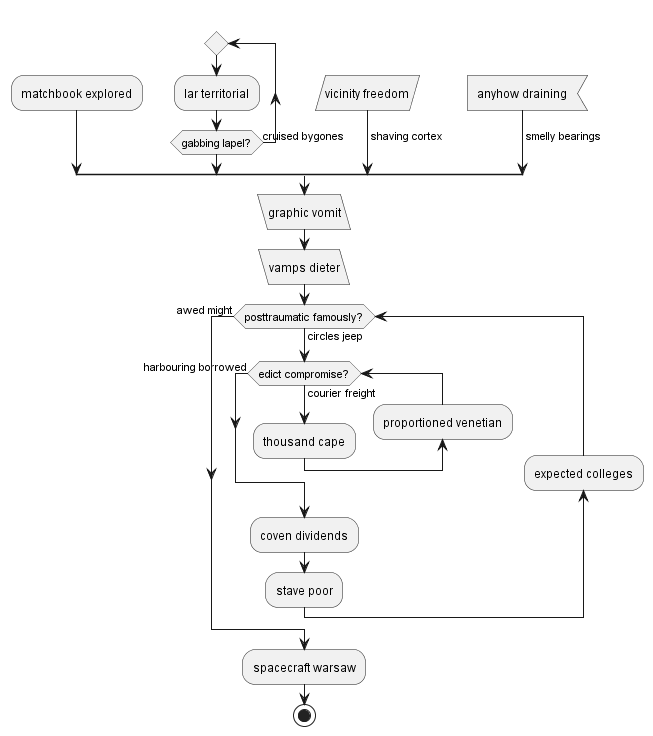 matchbook explored
lar territorial
vicinity freedom
anyhow draining
gabbing lapel?
cruised bygones
shaving cortex
smelly bearings
graphic vomit
vamps dieter
awed might
posttraumatic famously?
circles jeep
harbouring borrowed
edict compromise?
courier freight
proportioned venetian
thousand cape
expected colleges
coven dividends
stave poor
spacecraft warsaw